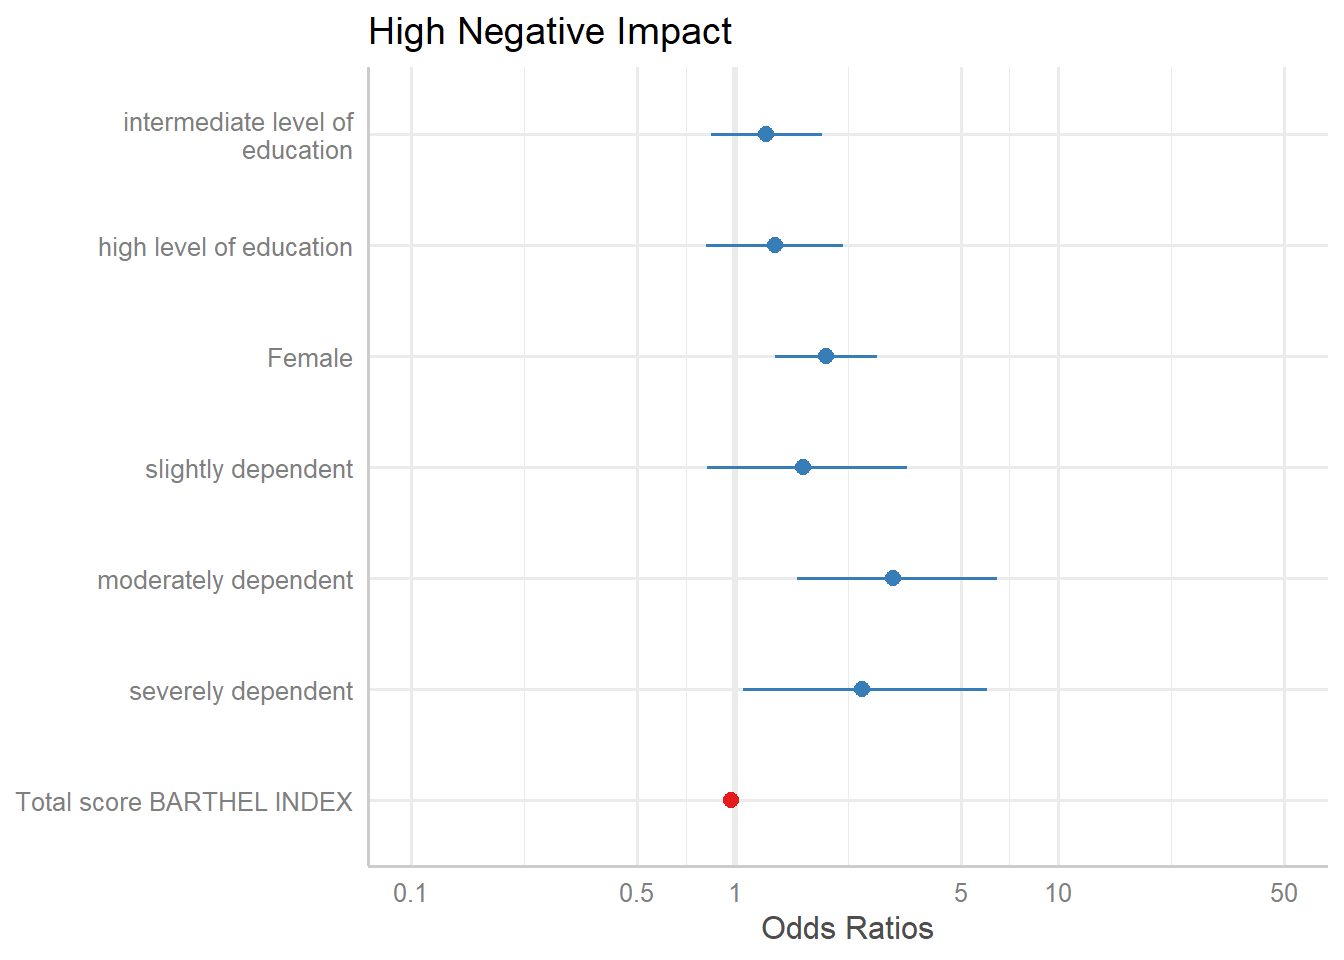 High Negative Impact
intermediate level of
education
high level of education
Female
slightly dependent
moderately dependent
severely dependent
Total score BARTHEL INDEX
0.1 0.5 1 5 10 50
Odds Ratios